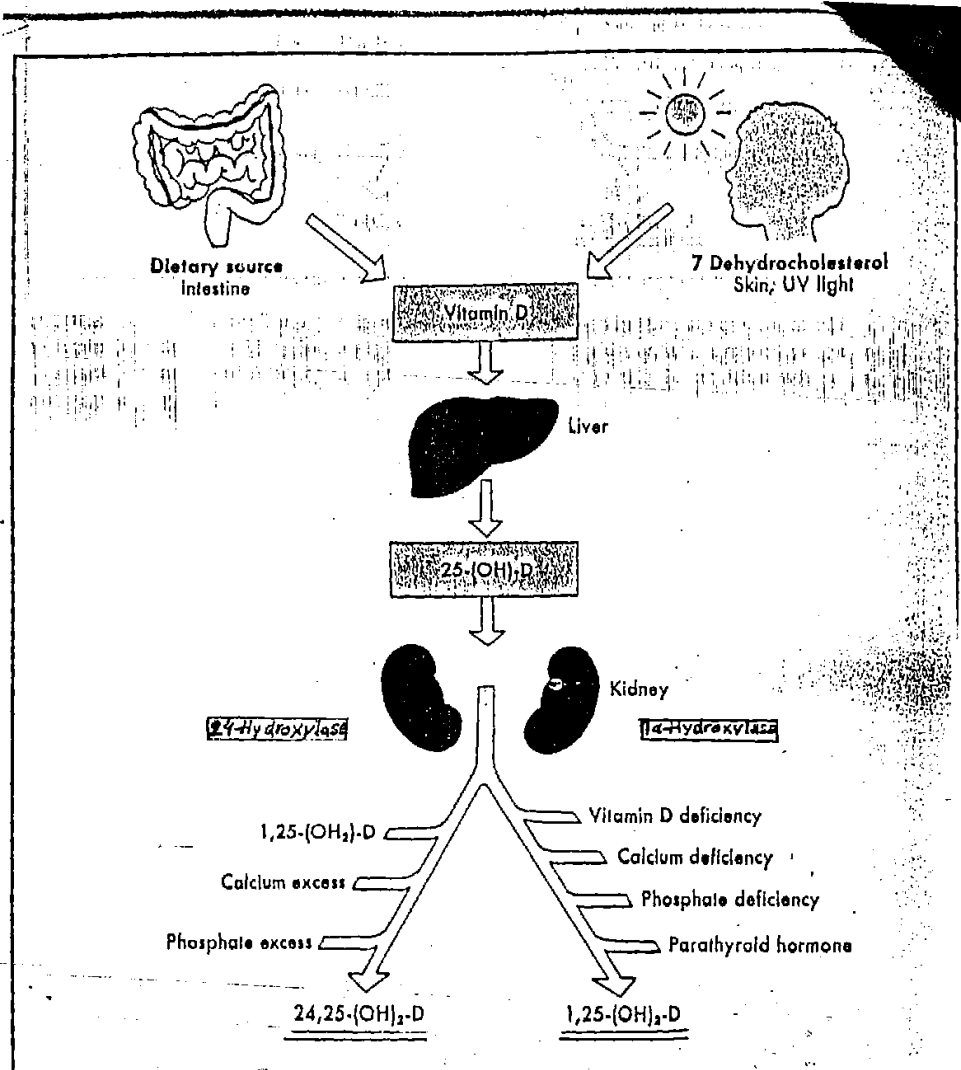 Dietary source
Intestine
7 Dehydrocholesterol
Skin, UV light
Vitamin D
Liver
25-(OH)-D
Kidney
24-Hydroxylase
1α-Hydroxylase
1,25-(OH₂)-D
Calcium excess
Phosphate excess
Vitamin D deficiency
Calcium deficiency
Phosphate deficiency
Parathyroid hormone
24,25-(OH)₂-D
1,25-(OH)₂-D